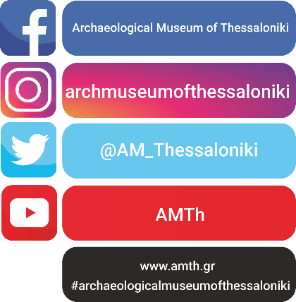 Archaeological Museum of Thessaloniki
archmuseumofthessaloniki
@AM_Thessaloniki
AMTh
www.amth.gr
#archaeologicalmuseumofthessaloniki